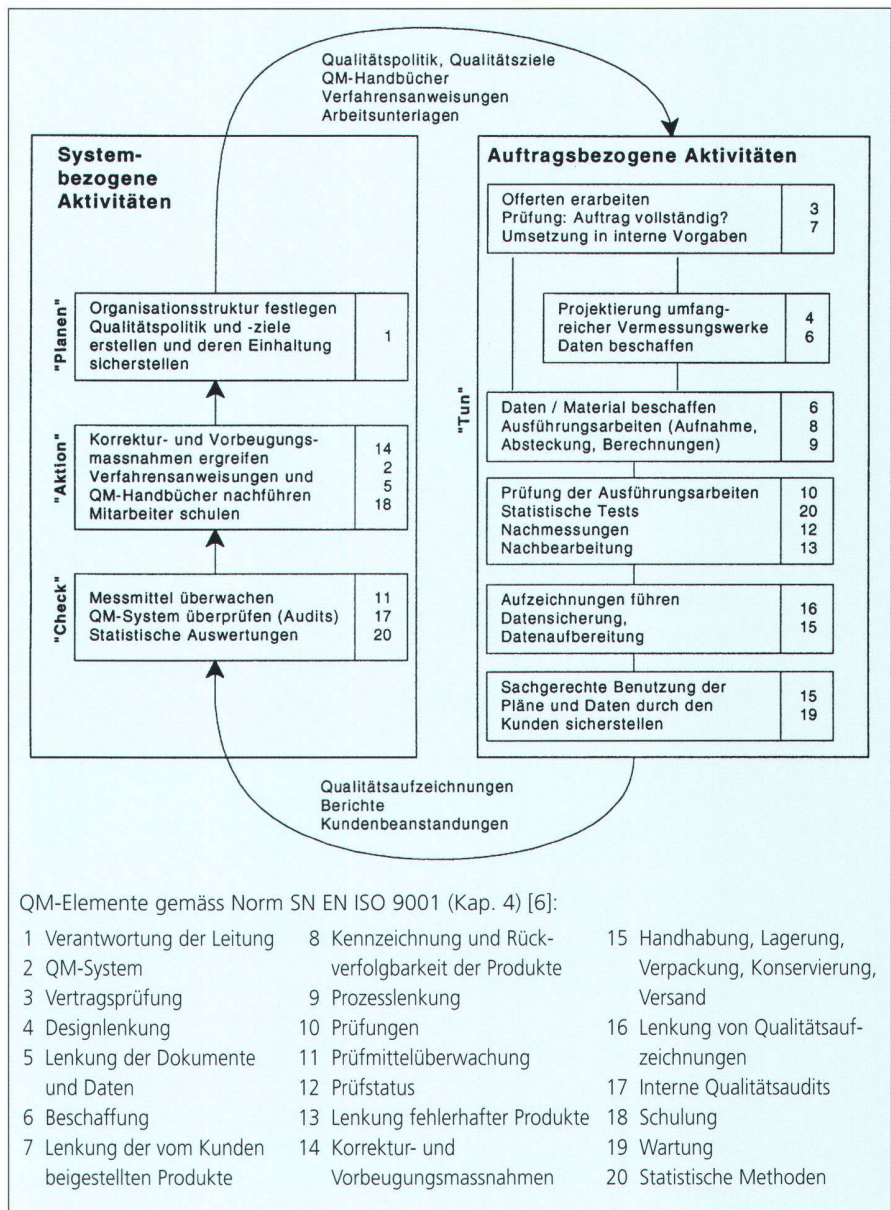 Qualitätspolitik, Qualitätsziele
QM-Handbücher
Verfahrensanweisungen
Arbeitsunterlagen
System-
bezogene
Aktivitäten
"Planen"
Organisationsstruktur festlegen
Qualitätspolitik und -ziele
erstellen und deren Einhaltung
sicherstellen
1
"Aktion"
Korrektur- und Vorbeugungs-
massnahmen ergreifen
Verfahrensanweisungen und
QM-Handbücher nachführen
Mitarbeiter schulen
14
2
5
18
"Check"
Messmittel überwachen
QM-System überprüfen (Audits)
Statistische Auswertungen
11
17
20
Auftragsbezogene Aktivitäten
"Tun"
Offerten erarbeiten
Prüfung: Auftrag vollständig?
Umsetzung in interne Vorgaben
3
7
Projektierung umfang-
reicher Vermessungswerke
Daten beschaffen
4
6
Daten / Material beschaffen
Ausführungsarbeiten (Aufnahme,
Absteckung, Berechnungen)
6
8
9
Prüfung der Ausführungsarbeiten
Statistische Tests
Nachmessungen
Nachbearbeitung
10
20
12
13
Aufzeichnungen führen
Datensicherung,
Datenaufbereitung
16
15
Sachgerechte Benutzung der
Pläne und Daten durch den
Kunden sicherstellen
15
19
Qualitätsaufzeichnungen
Berichte
Kundenbeanstandungen
QM-Elemente gemäss Norm SN EN ISO 9001 (Kap. 4) [6]:
1 Verantwortung der Leitung
2 QM-System
3 Vertragsprüfung
4 Designlenkung
5 Lenkung der Dokumente
und Daten
6 Beschaffung
7 Lenkung der vom Kunden
beigestellten Produkte
8 Kennzeichnung und Rück-
verfolgbarkeit der Produkte
9 Prozesslenkung
10 Prüfungen
11 Prüfmittelüberwachung
12 Prüfstatus
13 Lenkung fehlerhafter Produkte
14 Korrektur- und
Vorbeugungsmassnahmen
15 Handhabung, Lagerung,
Verpackung, Konservierung,
Versand
16 Lenkung von Qualitätsauf-
zeichnungen
17 Interne Qualitätsaudits
18 Schulung
19 Wartung
20 Statistische Methoden